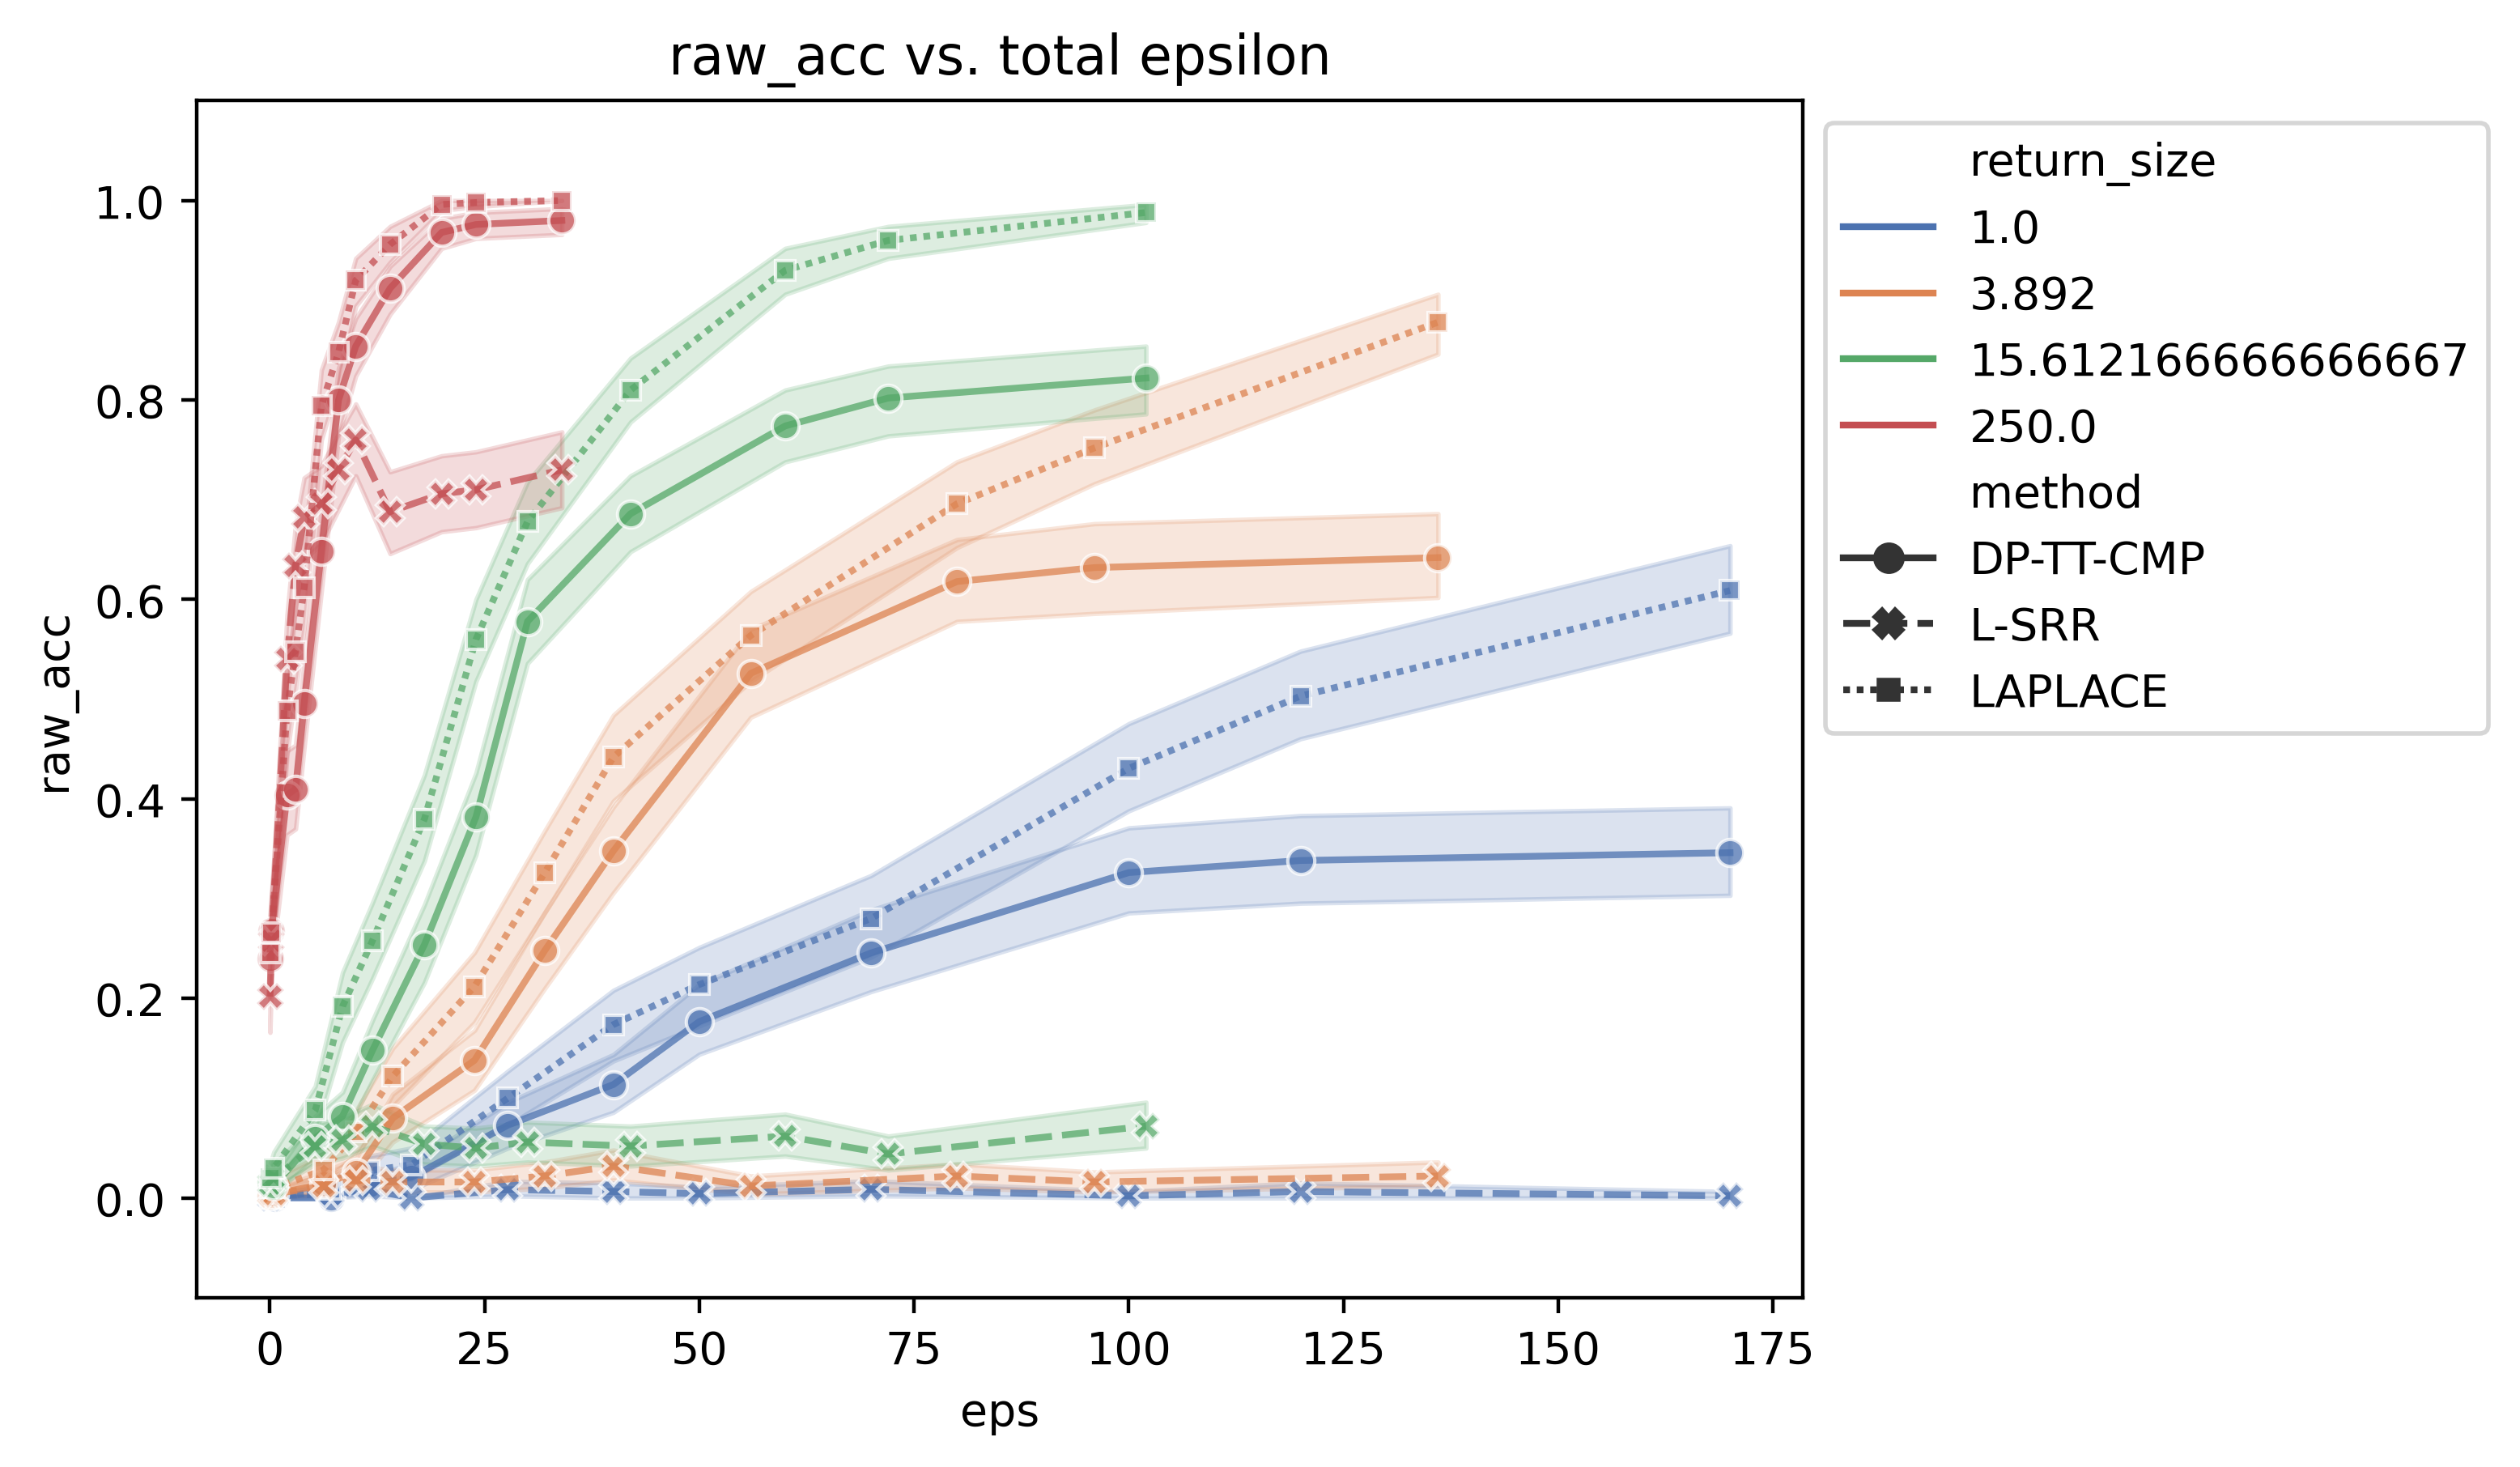 raw_acc vs. total epsilon
raw_acc
1.0
0.8
0.6
0.4
0.2
0.0
0 25 50 75 100 125 150 175
eps
return_size
1.0
3.892
15.612166666666667
250.0
method
DP-TT-CMP
L-SRR
LAPLACE